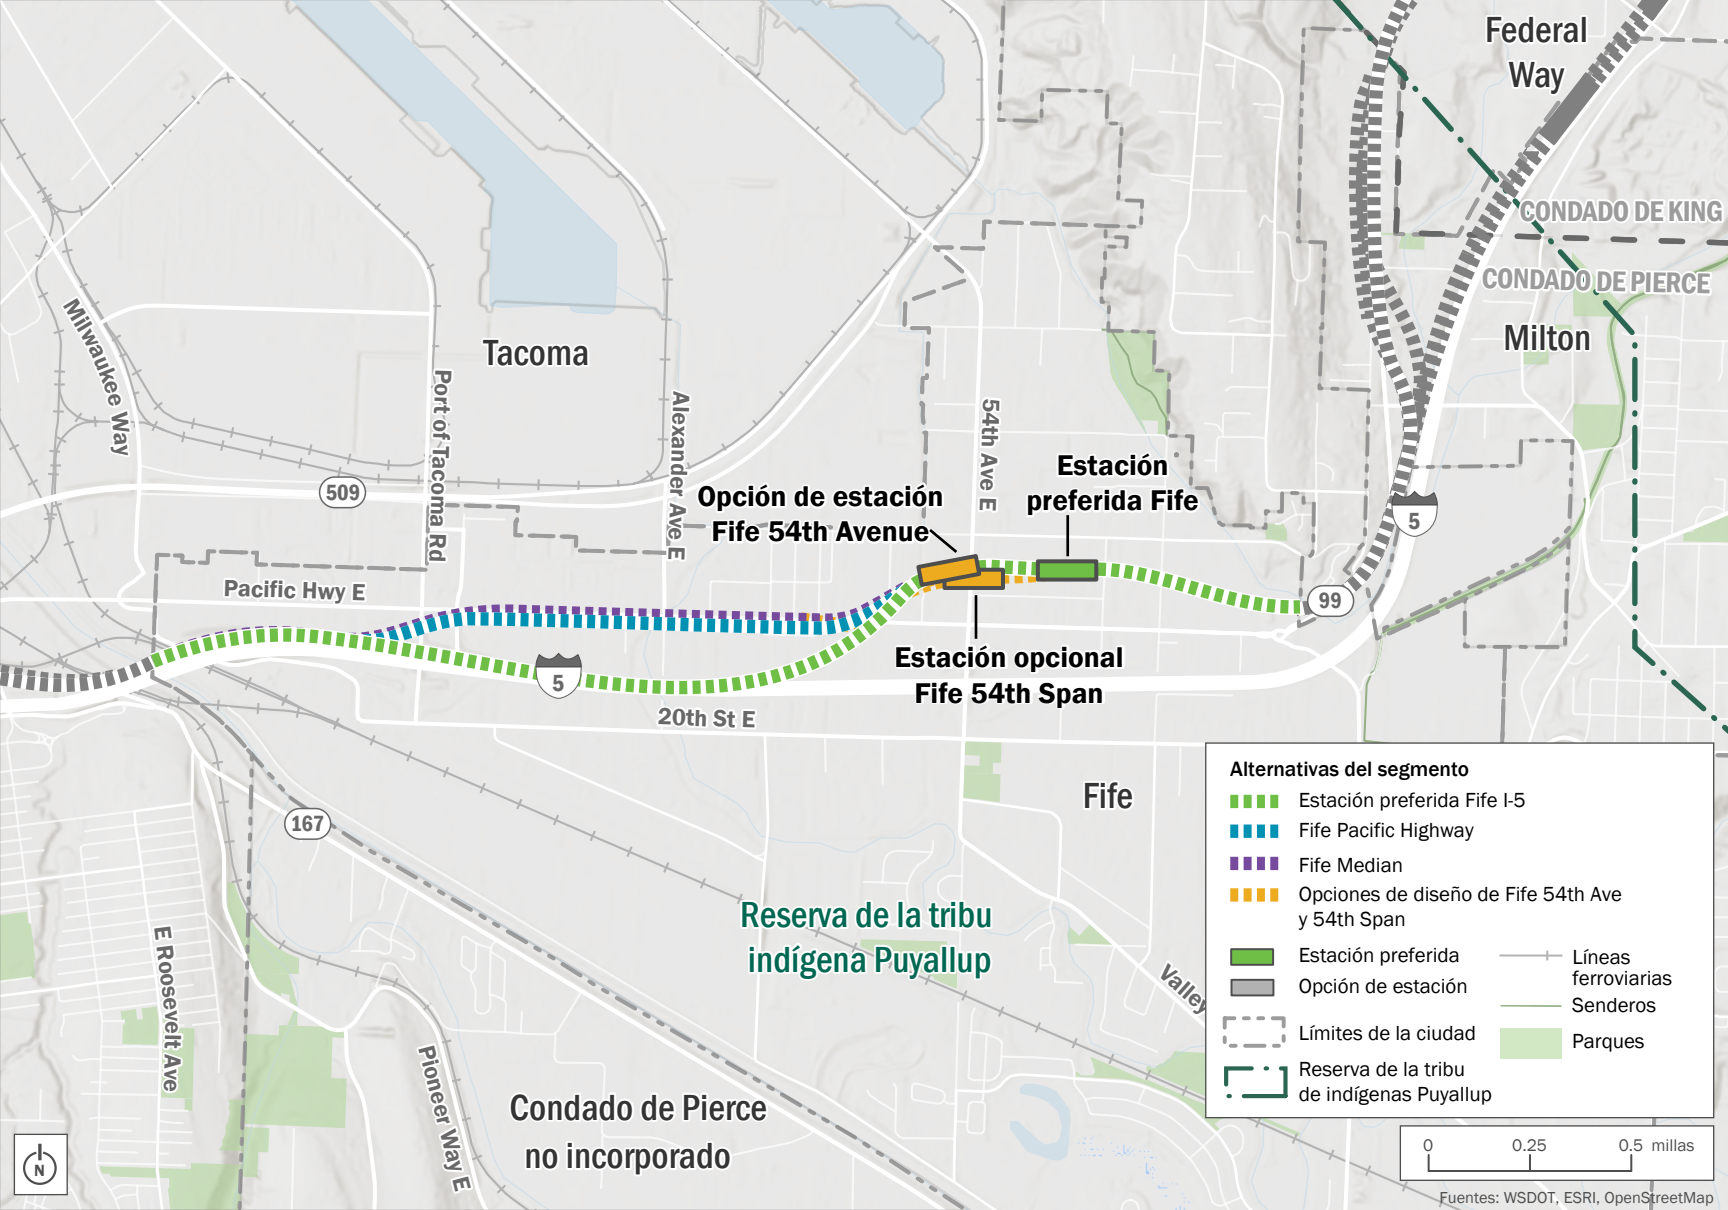 Federal
Way
CONDADO DE KING
CONDADO DE PIERCE
Milton
Tacoma
Milwaukee Way
Port of Tacoma Rd
Alexander Ave E
54th Ave E
509
Estación
preferida Fife
Opción de estación
Fife 54th Avenue
5
Pacific Hwy E
99
Estación opcional
Fife 54th Span
5
20th St E
Fife
167
Reserva de la tribu
indígena Puyallup
E Roosevelt Ave
Pioneer Way E
Valley
Condado de Pierce
no incorporado
Alternativas del segmento
Estación preferida Fife I-5
Fife Pacific Highway
Fife Median
Opciones de diseño de Fife 54th Ave
y 54th Span
Estación preferida
Opción de estación
Límites de la ciudad
Reserva de la tribu
de indígenas Puyallup
Líneas
ferroviarias
Senderos
Parques
N
0 0.25 0.5 millas
Fuentes: WSDOT, ESRI, OpenStreetMap